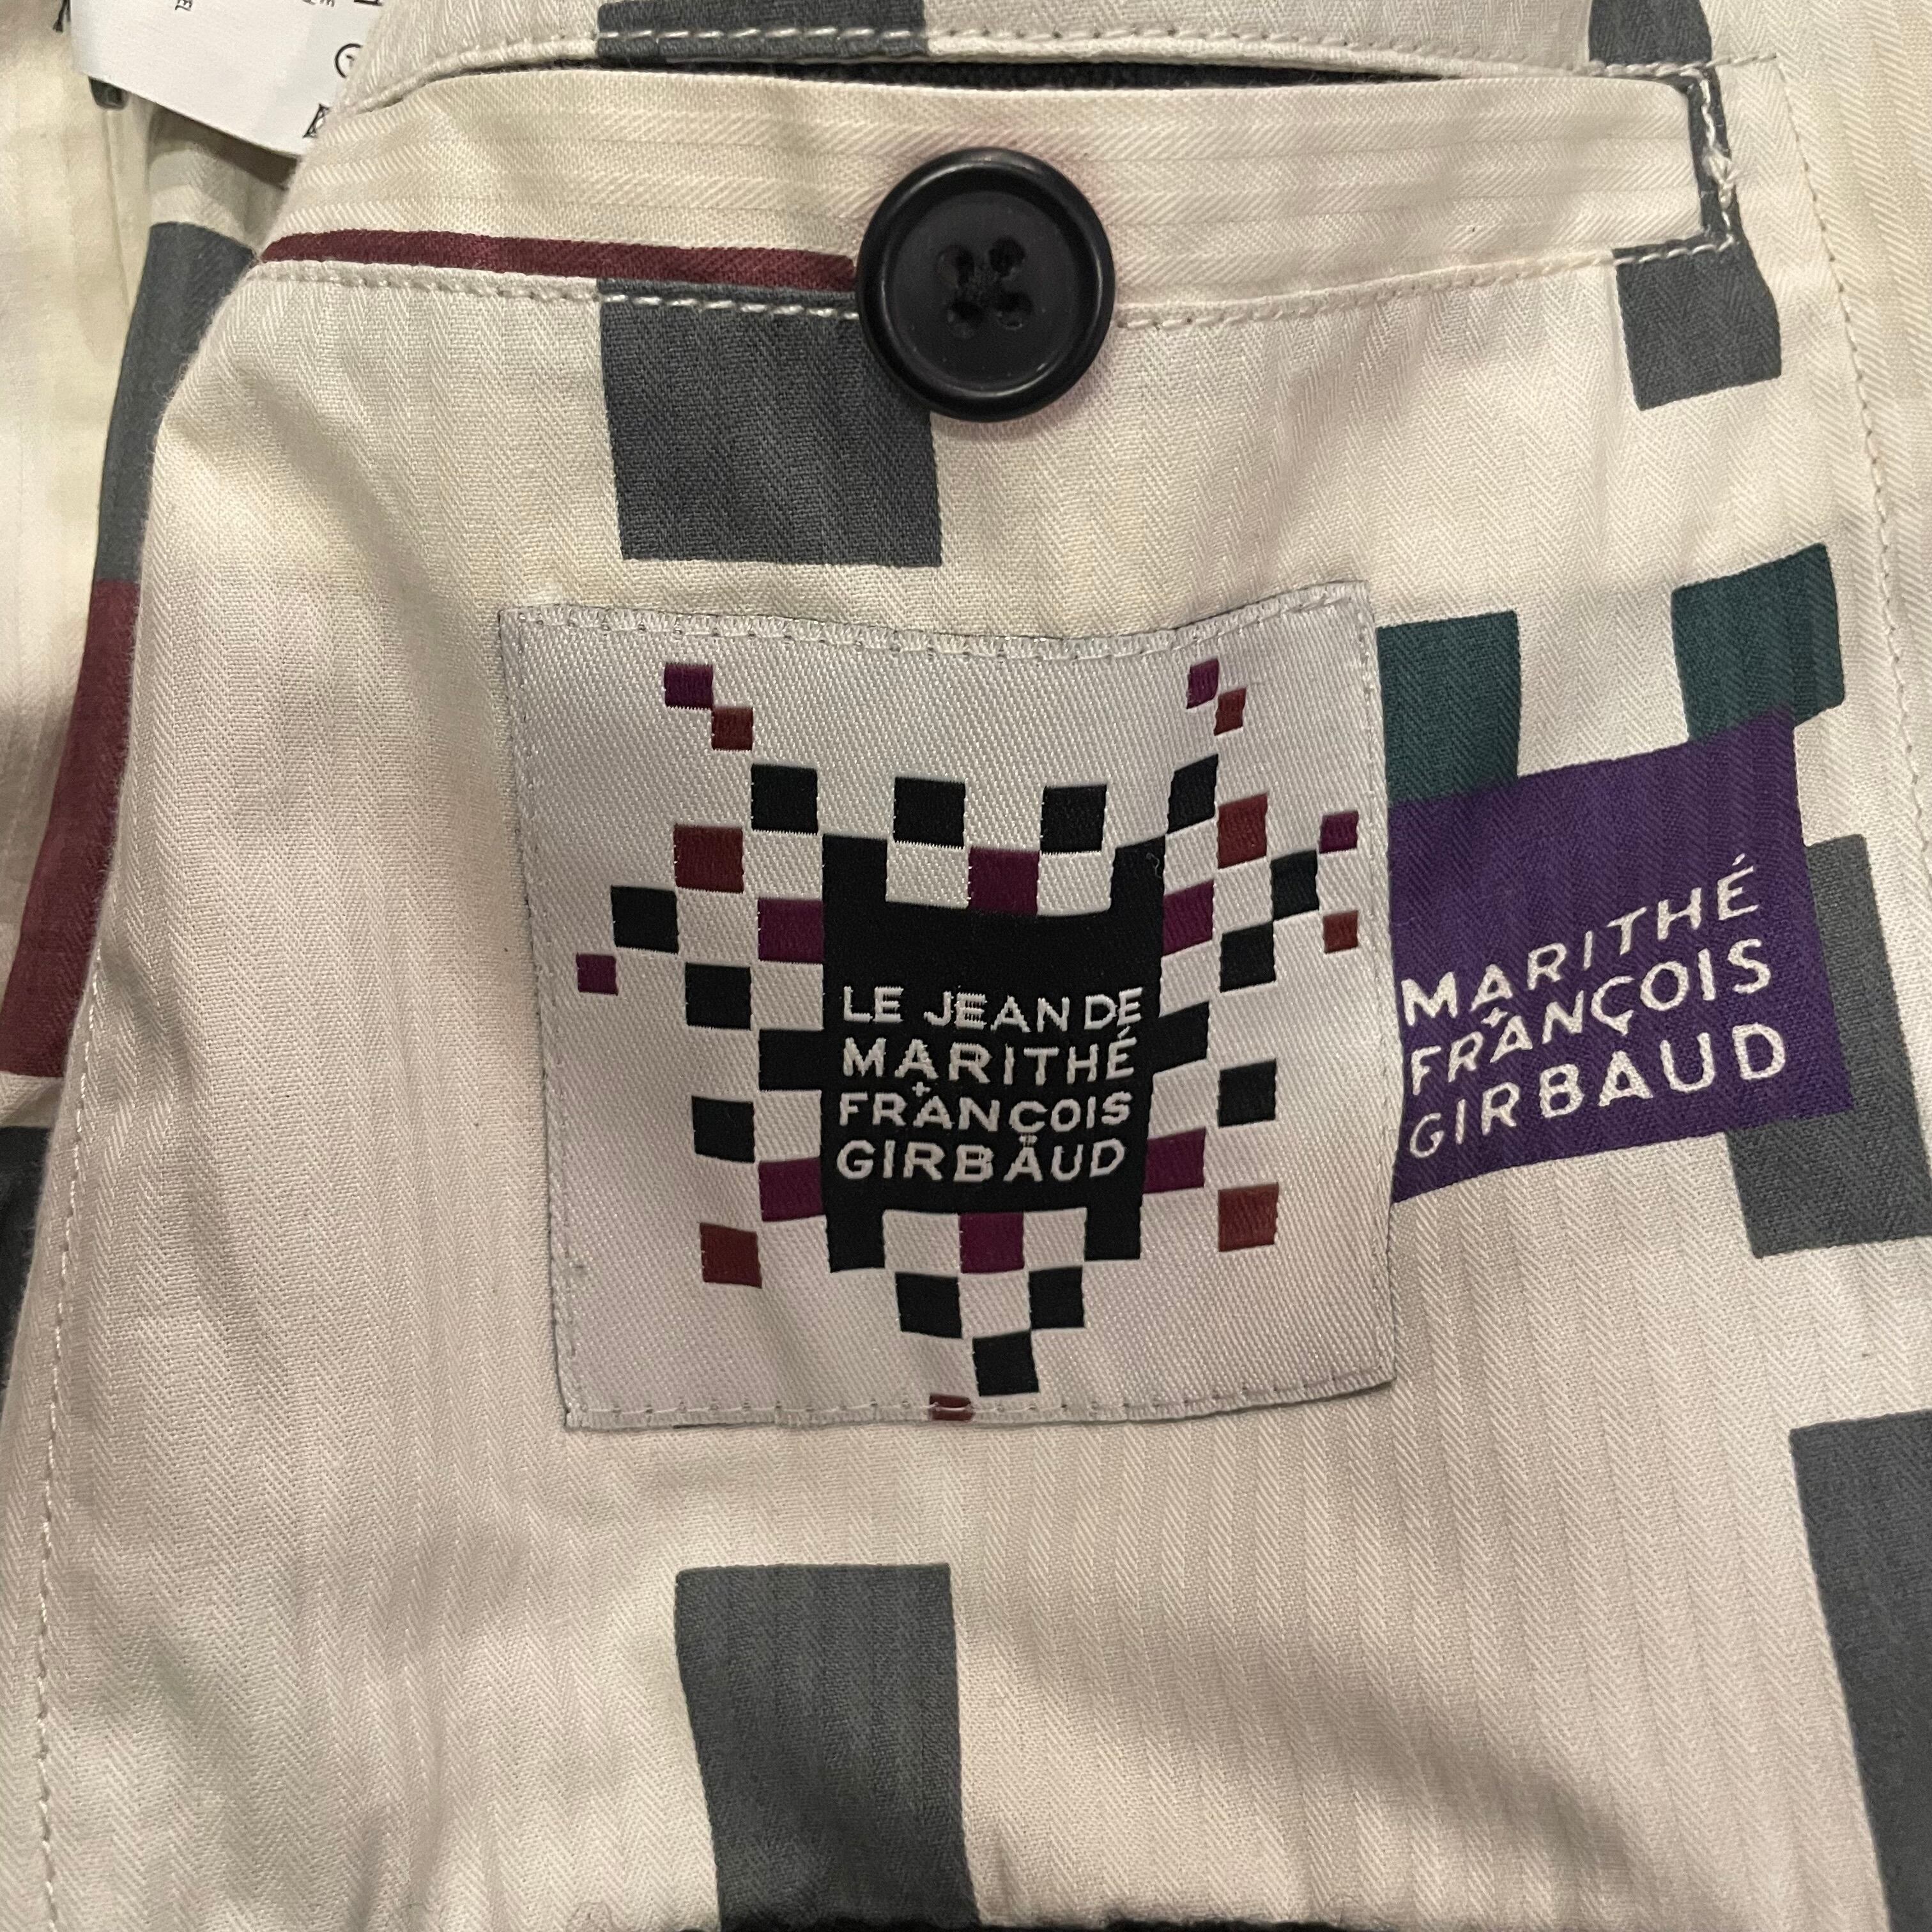 LE JEAN DE
MARITHÉ
+
FRANÇOIS
GIRBAUD
MARITHÉ
+
FRANÇOIS
GIRBAUD